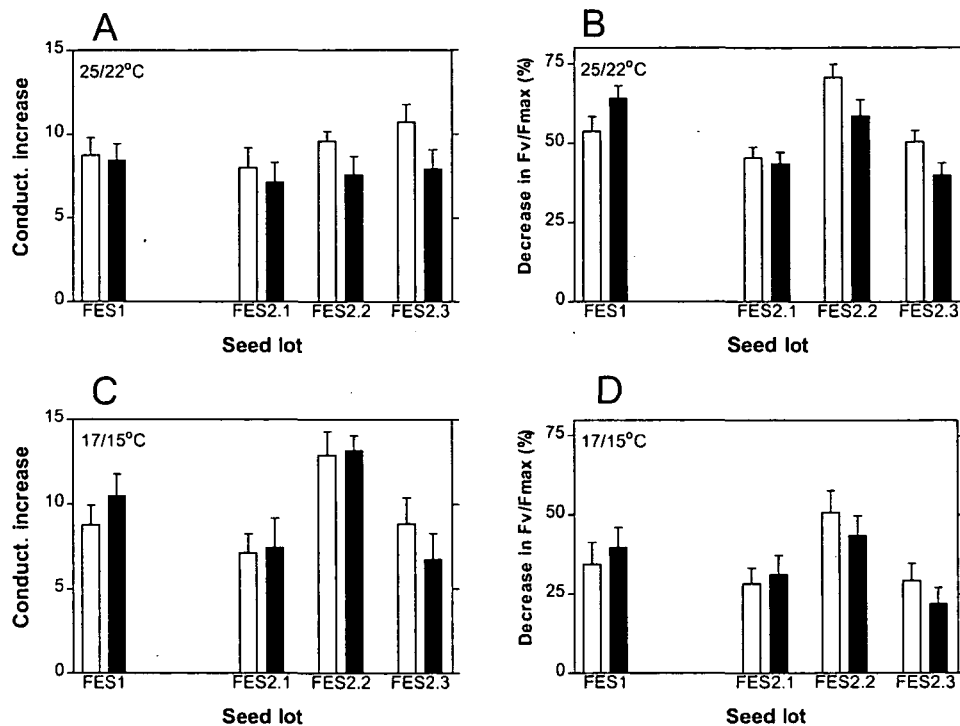 A
Conduct. increase
15
10
5
0
25/22°C
FES1 FES2.1 FES2.2 FES2.3
Seed lot
B
Decrease in Fv/Fmax (%)
75
50
25
0
25/22°C
FES1 FES2.1 FES2.2 FES2.3
Seed lot
C
Conduct. increase
15
10
5
0
17/15°C
FES1 FES2.1 FES2.2 FES2.3
Seed lot
D
Decrease in Fv/Fmax (%)
75
50
25
0
17/15°C
FES1 FES2.1 FES2.2 FES2.3
Seed lot